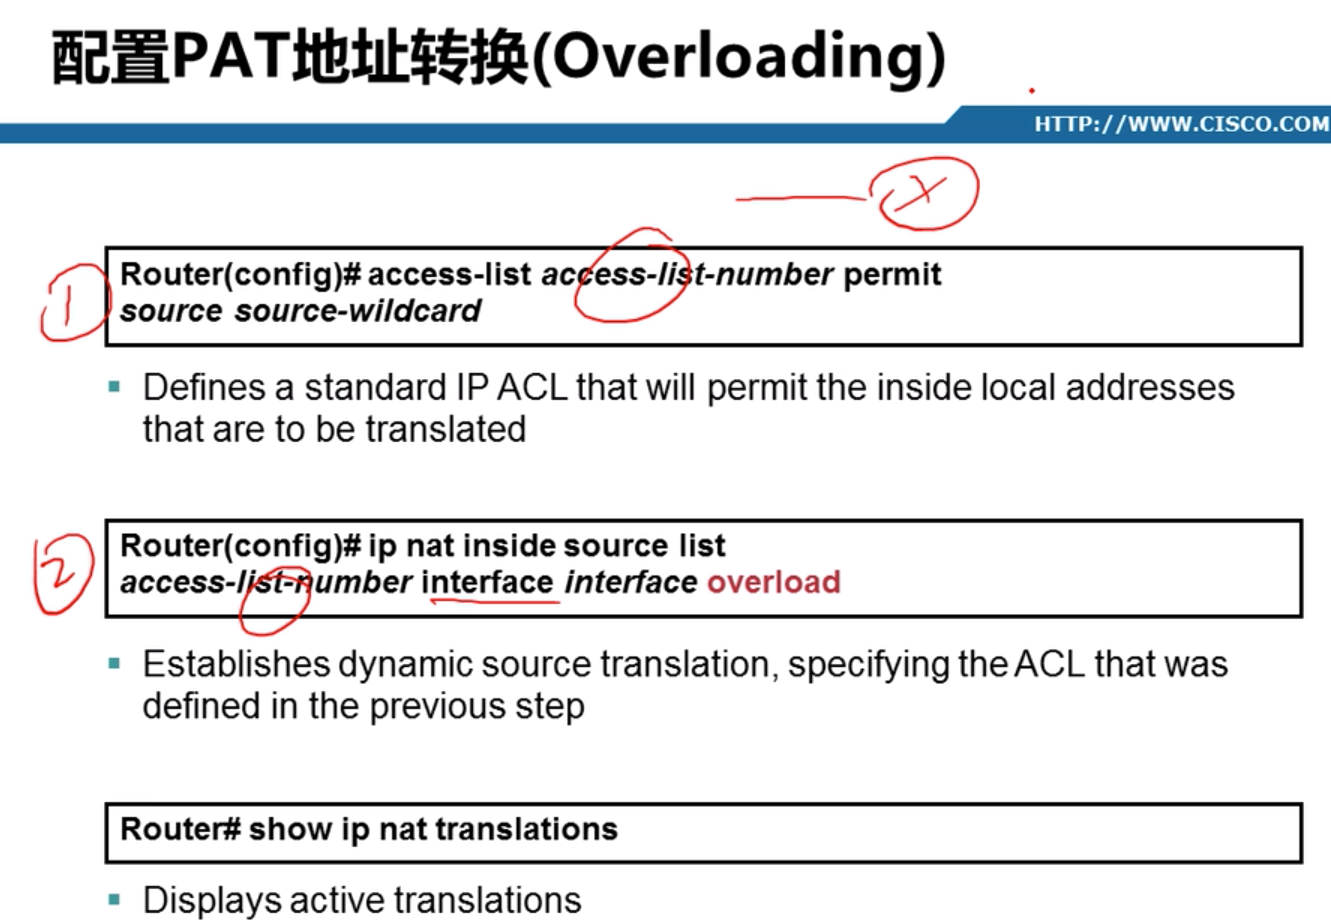 配置PAT地址转换(Overloading)
HTTP://WWW.CISCO.COM
1
Router(config)# access-list access-list-number permit
source source-wildcard
▪ Defines a standard IP ACL that will permit the inside local addresses
that are to be translated
2
Router(config)# ip nat inside source list
access-list-number interface interface overload
▪ Establishes dynamic source translation, specifying the ACL that was
defined in the previous step
Router# show ip nat translations
▪ Displays active translations